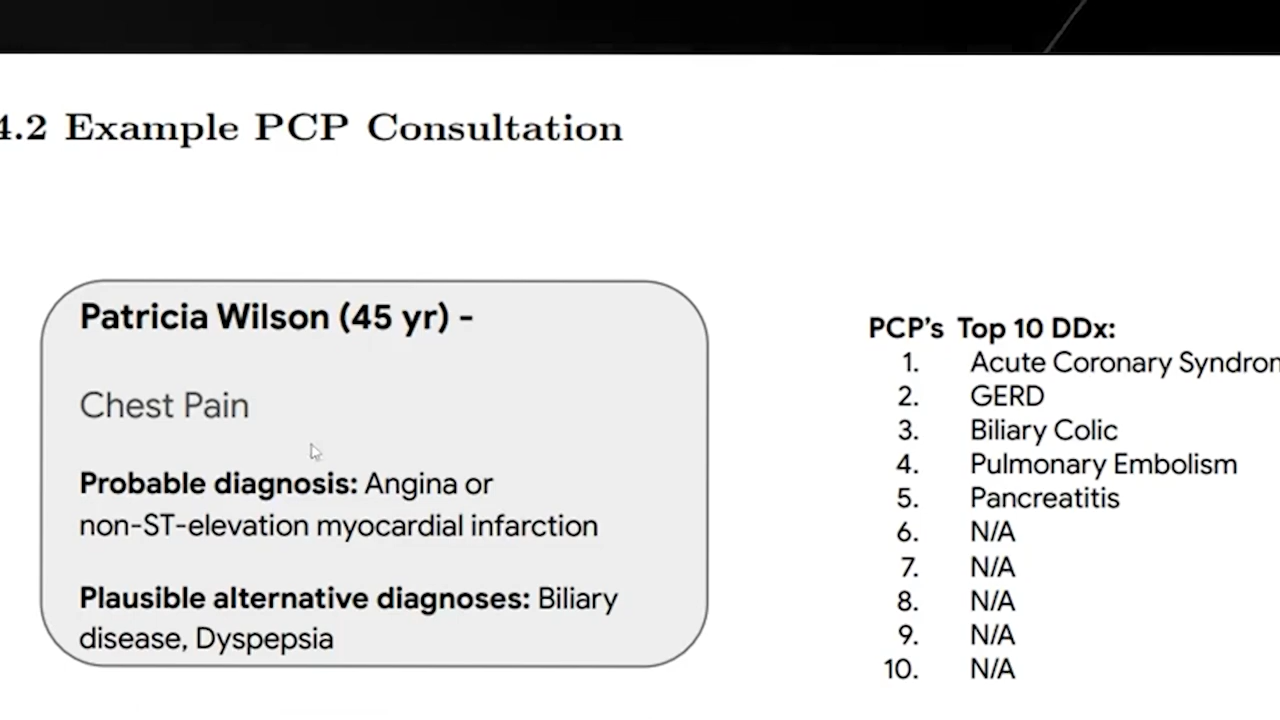 4.2 Example PCP Consultation
Patricia Wilson (45 yr) -
Chest Pain
Probable diagnosis: Angina or
non-ST-elevation myocardial infarction
Plausible alternative diagnoses: Biliary
disease, Dyspepsia
PCP's Top 10 DDx:
1. Acute Coronary
2. GERD
3. Biliary Colic
4. Pulmonary Embolism
5. Pancreatitis
6. N/A
7. N/A
8. N/A
9. N/A
10. N/A